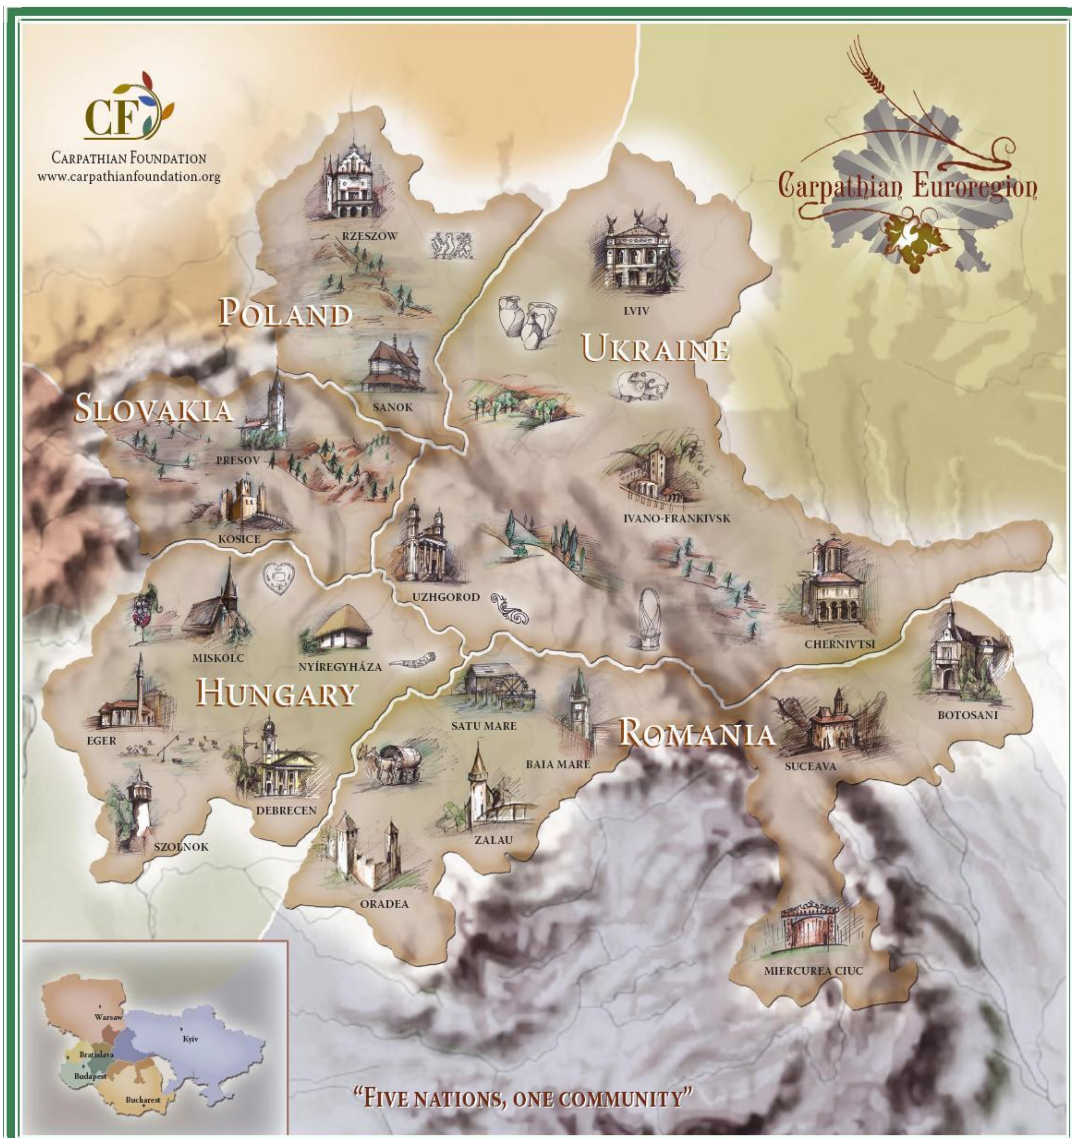 CF
CARPATHIAN FOUNDATION
www.carpathianfoundation.org
Carpathian Euroregion
RZESZOW
LVIV
POLAND
UKRAINE
SANOK
SLOVAKIA
PRESOV
IVANO-FRANKIVSK
KOSICE
UZHGOROD
CHERNIVTSI
MISKOLC
NYÍREGYHÁZA
HUNGARY
SATU MARE
ROMANIA
BOTOSANI
EGER
BAIA MARE
SUCEAVA
DEBRECEN
SZOLNOK
ZALAU
ORADEA
MIERCUREA CIUC
Warsaw
Kyiv
Bratislava
Budapest
Bucharest
“FIVE NATIONS, ONE COMMUNITY”